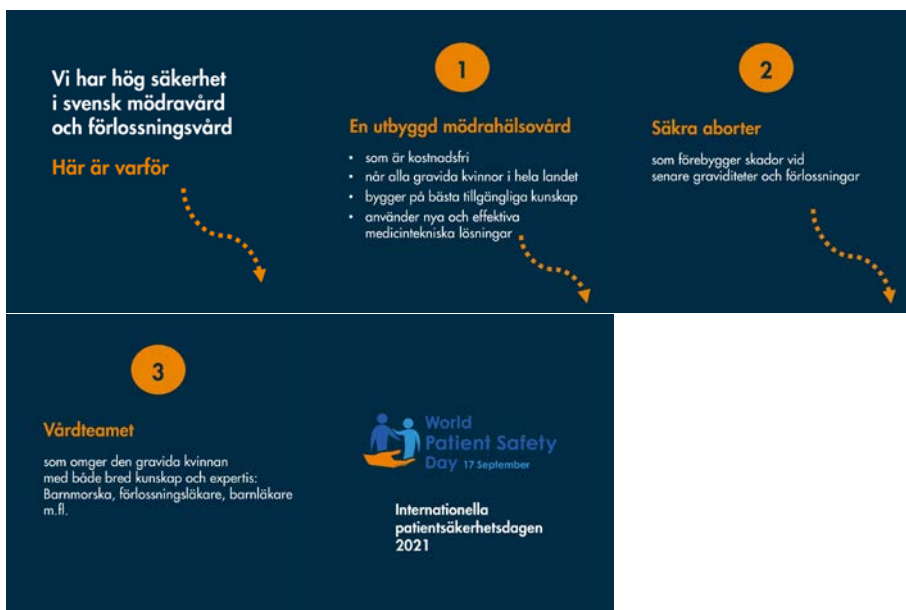 Vi har hög säkerhet
i svensk mödravård
och förlossningsvård
Här är varför
1
En utbyggd mödrahälsovård
• som är kostnadsfri
• når alla gravida kvinnor i hela landet
• bygger på bästa tillgängliga kunskap
• använder nya och effektiva
medicintekniska lösningar
2
Säkra aborter
som förebygger skador vid
senare graviditeter och förlossningar
3
Vårdteamet
som omger den gravida kvinnan
med både bred kunskap och expertis:
Barnmorska, förlossningsläkare, barnläkare
m.fl.
World
Patient Safety
Day 17 September
Internationella
patientsäkerhetsdagen
2021